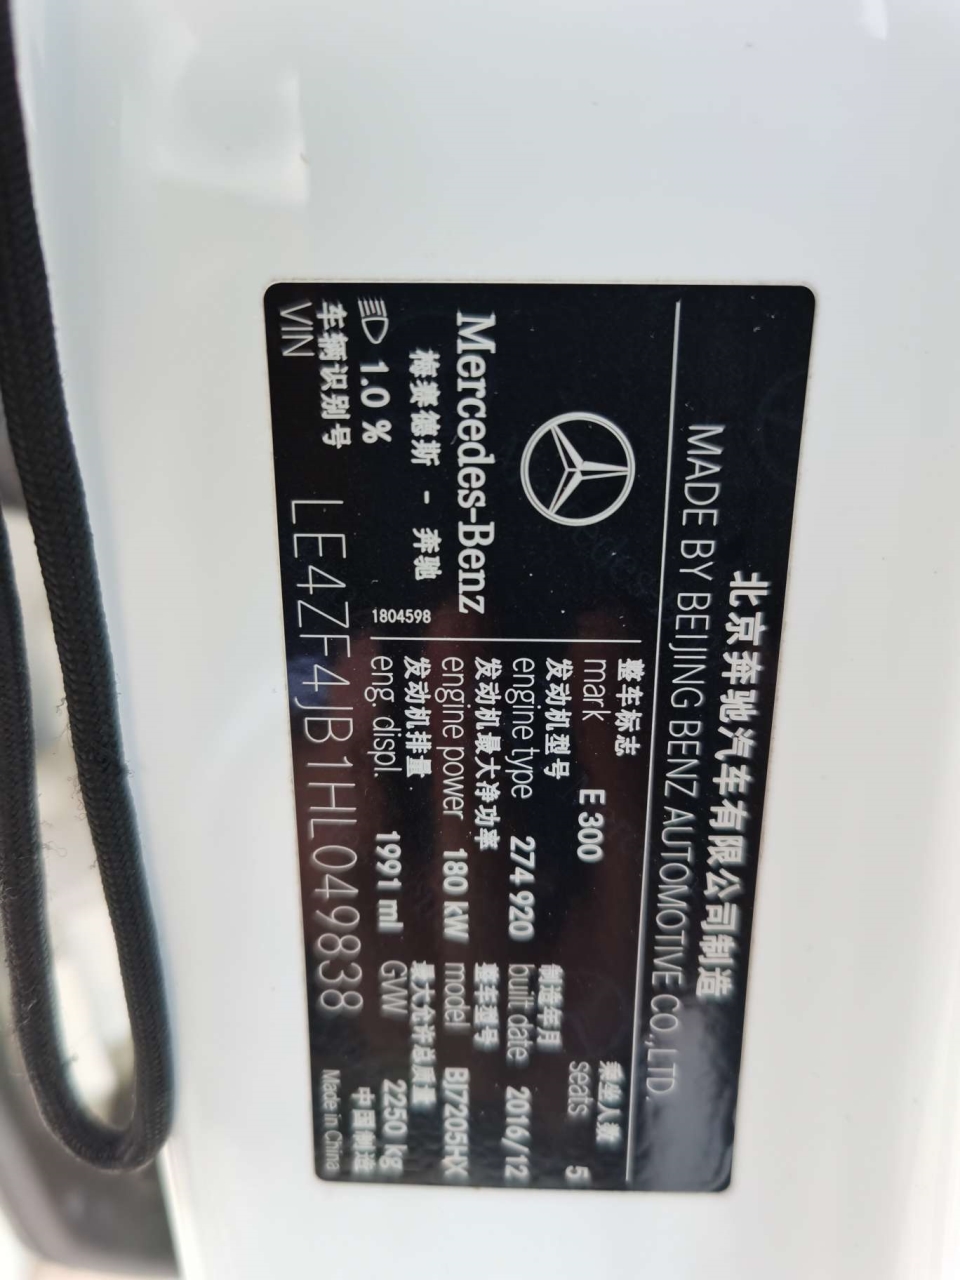 北京奔驰汽车有限公司制造
MADE BY BEIJING BENZ AUTOMOTIVE CO.,LTD.
Mercedes-Benz
梅赛德斯 - 奔驰
1.0 %
1804598
整车标志
mark E 300
乘坐人数
seats 5
发动机型号
engine type 274 920
制造年月
built date 2016/12
发动机最大净功率
engine power 180 kW
整车型号
model BJ7205HX
发动机排量
eng. displ. 1991 ml
最大允许总质量
GVW 2250 kg
车辆识别号
VIN LE4ZF4JB1HL049838
中国制造
Made in China